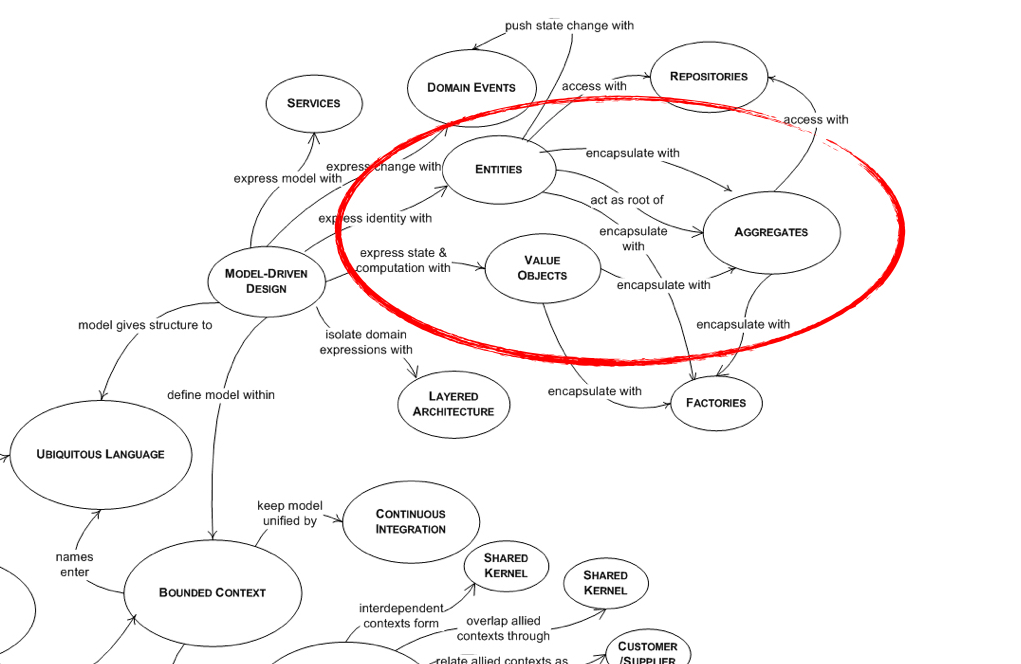 push state change with
DOMAIN EVENTS
REPOSITORIES
access with
SERVICES
access with
express change with
ENTITIES
encapsulate with
express model with
act as root of
express identity with
encapsulate
with
AGGREGATES
express state &
computation with
VALUE
OBJECTS
MODEL-DRIVEN
DESIGN
encapsulate with
model gives structure to
isolate domain
expressions with
encapsulate with
define model within
encapsulate with
LAYERED
ARCHITECTURE
FACTORIES
UBIQUITOUS LANGUAGE
keep model
unified by
CONTINUOUS
INTEGRATION
names
enter
SHARED
KERNEL
SHARED
KERNEL
BOUNDED CONTEXT
interdependent
contexts form
overlap allied
contexts through
CUSTOMER
/SUPPLIER
relate allied contexts as